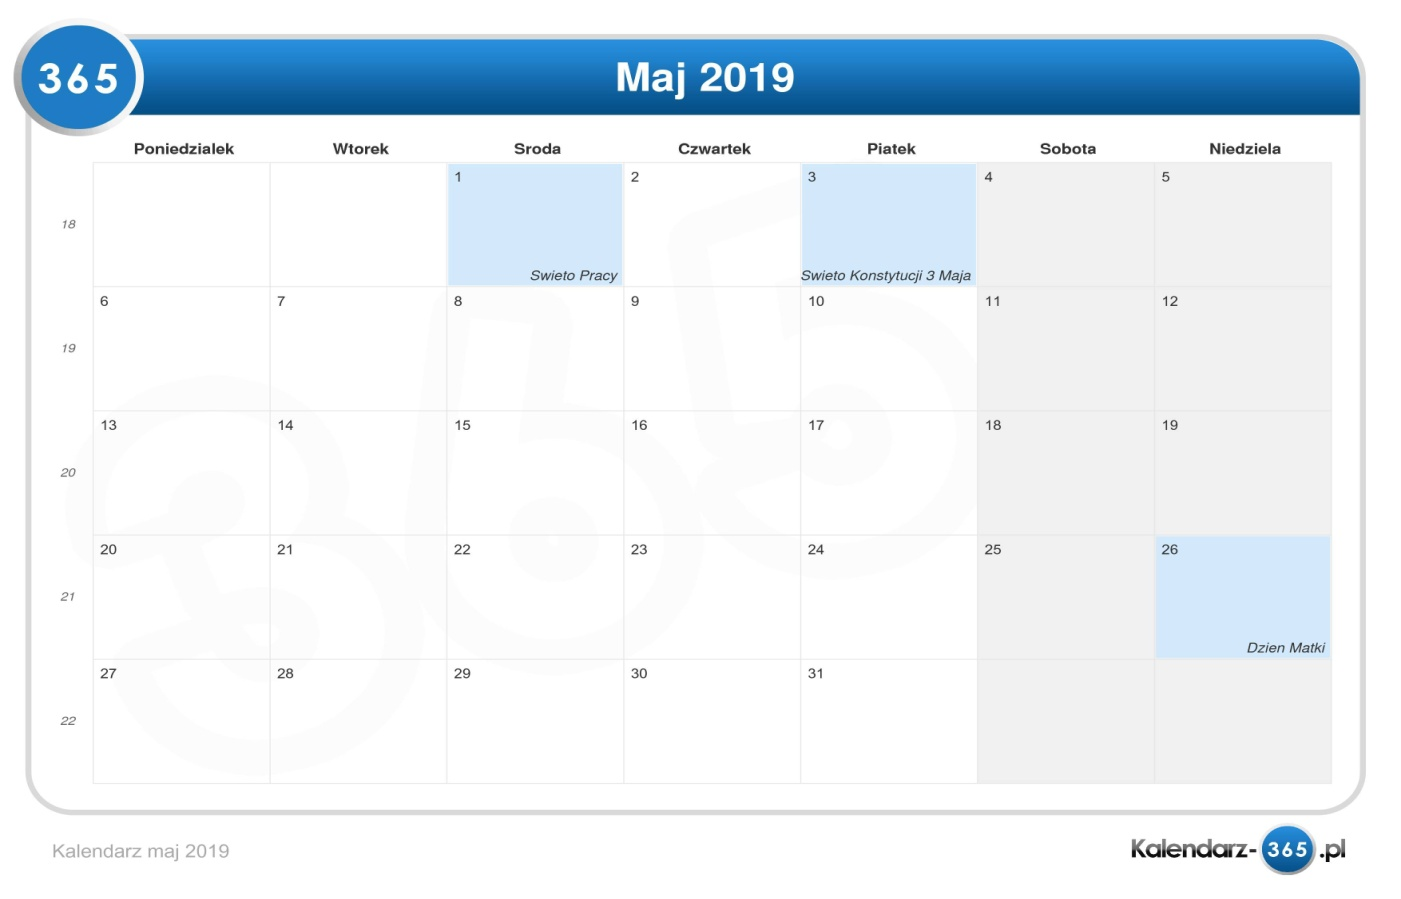 365
Maj 2019
Poniedzialek Wtorek Sroda Czwartek Piatek Sobota Niedziela
1 2 3 4 5
18
Swieto Pracy Swieto Konstytucji 3 Maja
6 7 8 9 10 11 12
19
13 14 15 16 17 18 19
20
20 21 22 23 24 25 26
21
Dzien Matki
27 28 29 30 31
22
Kalendarz maj 2019
Kalendarz-365.pl